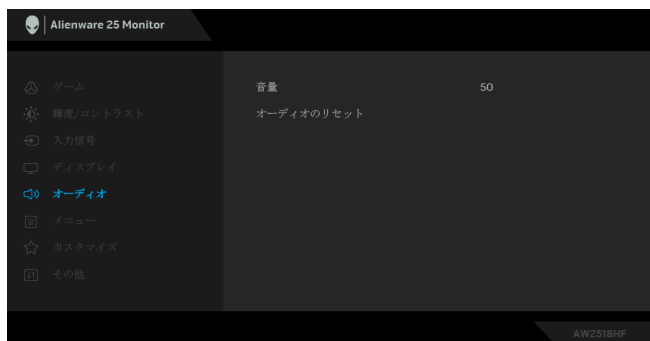 Alienware 25 Monitor
ゲーム
輝度/コントラスト
入力信号
ディスプレイ
オーディオ
メニュー
カスタマイズ
その他
音量 50
オーディオのリセット
AW2518HF